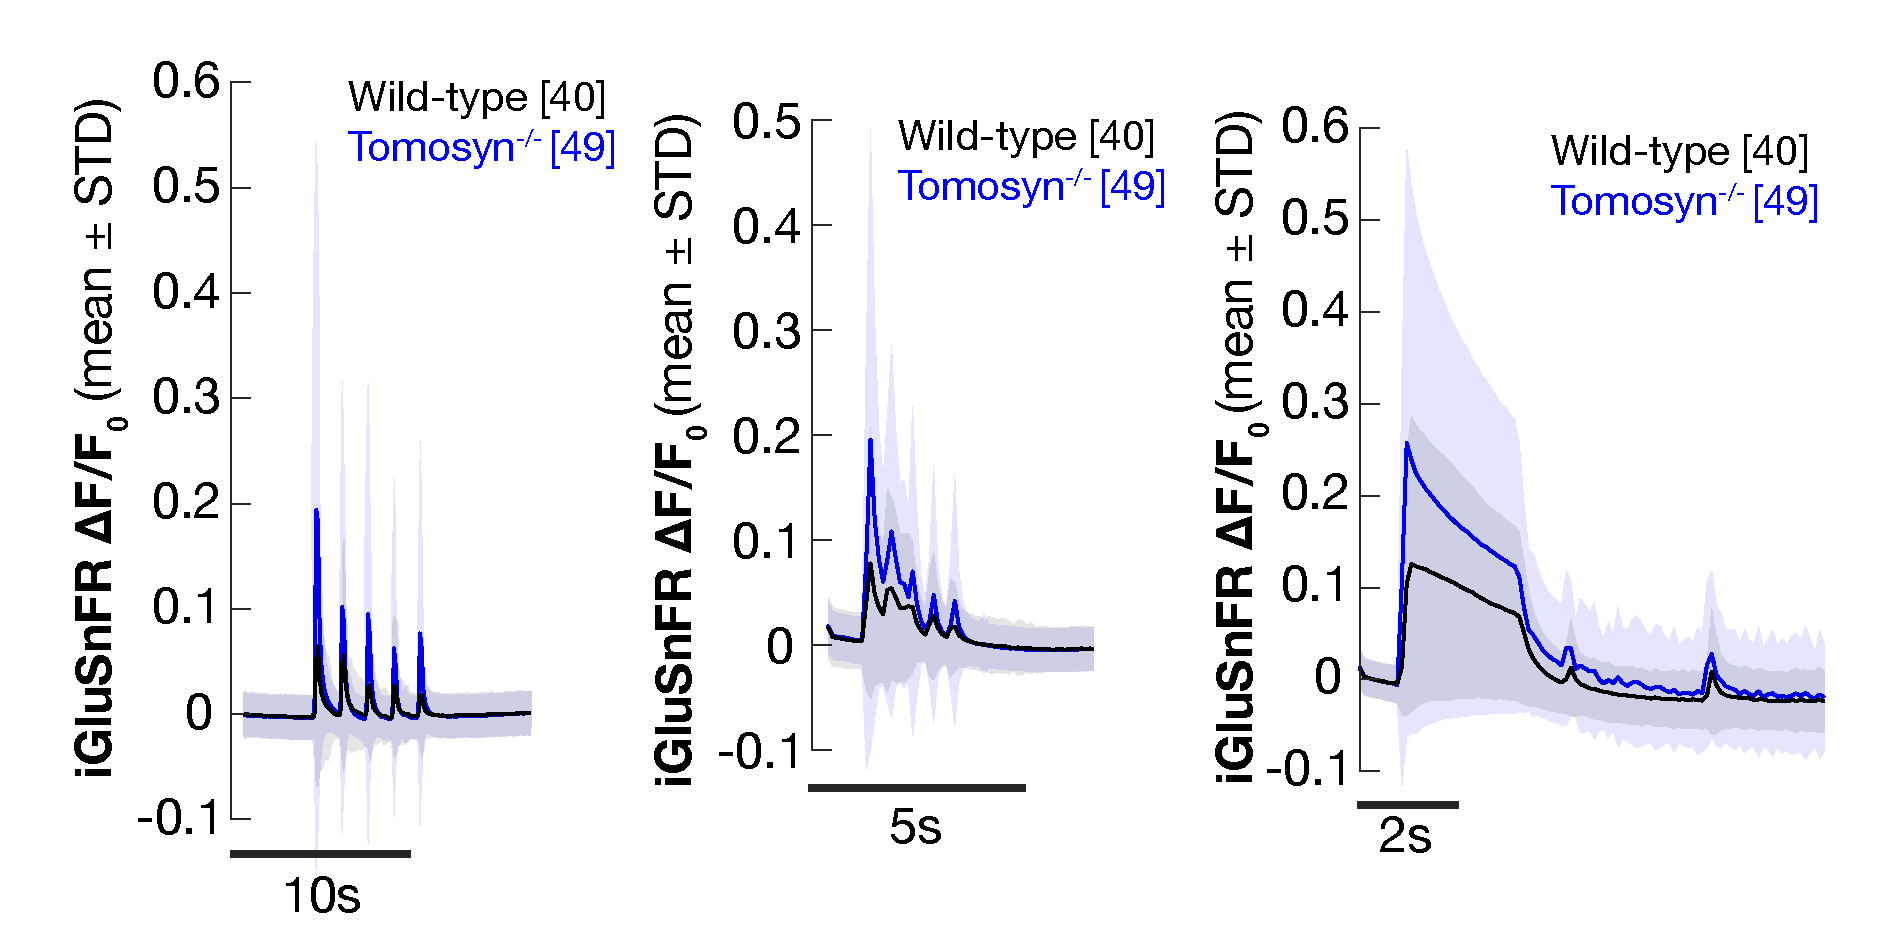 iGluSnFR ΔF/F0 (mean ± STD)
0.6
0.5
0.4
0.3
0.2
0.1
0
-0.1
Wild-type [40]
Tomosyn-/- [49]
10s
iGluSnFR ΔF/F0 (mean ± STD)
0.5
0.4
0.3
0.2
0.1
0
-0.1
Wild-type [40]
Tomosyn-/- [49]
5s
iGluSnFR ΔF/F0 (mean ± STD)
0.6
0.5
0.4
0.3
0.2
0.1
0
-0.1
Wild-type [40]
Tomosyn-/- [49]
2s